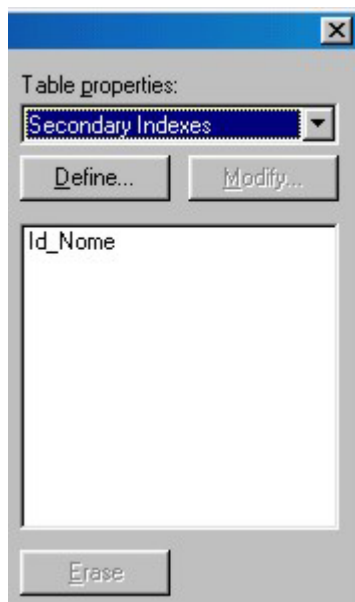 Table properties:
Secondary Indexes
Define... Modify...
Id_Nome
Erase